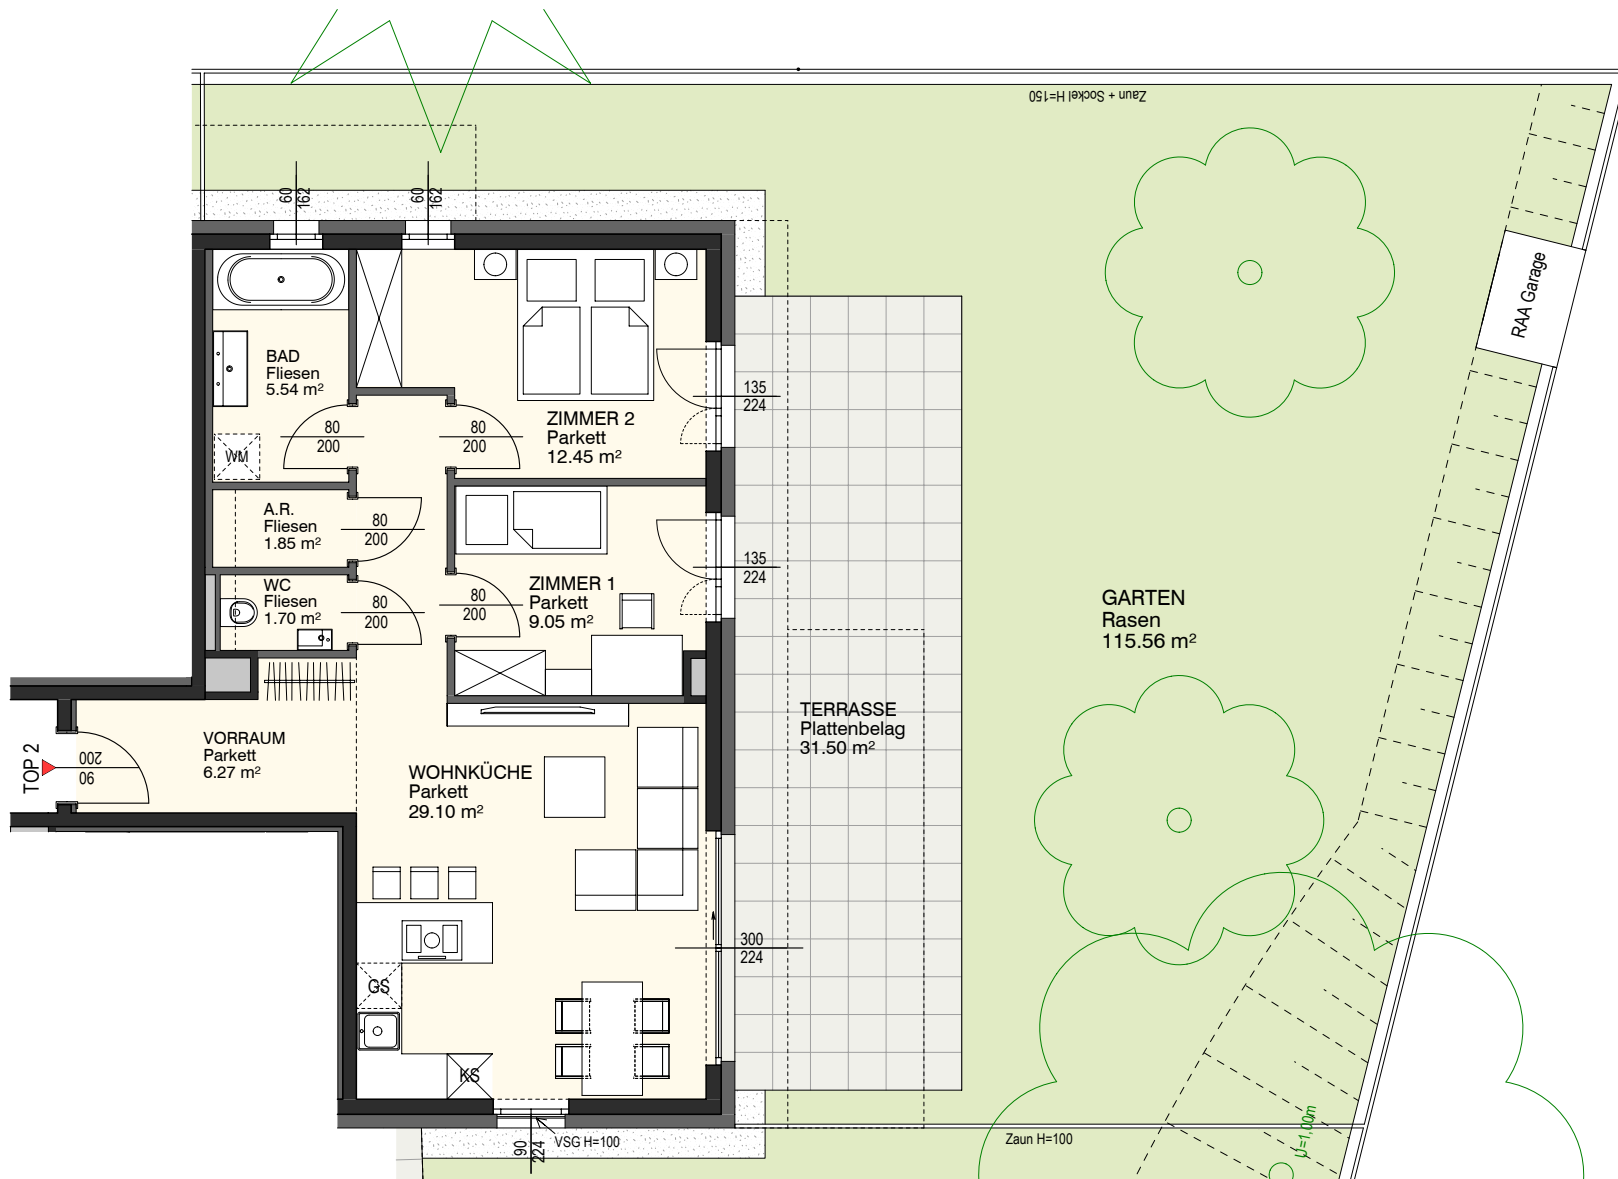 Zaun + Sockel H=150
60
162
60
162
RAA Garage
BAD
Fliesen
5.54 m²
135
224
ZIMMER 2
Parkett
12.45 m²
80
200
80
200
WM
A.R.
Fliesen
1.85 m²
80
200
135
224
ZIMMER 1
Parkett
9.05 m²
WC
Fliesen
1.70 m²
80
200
80
200
GARTEN
Rasen
115.56 m²
TERRASSE
Plattenbelag
31.50 m²
VORRAUM
Parkett
6.27 m²
TOP 2
90
200
WOHNKÜCHE
Parkett
29.10 m²
300
224
GS
KS
90
224
VSG H=100
Zaun H=100
U=1,00m